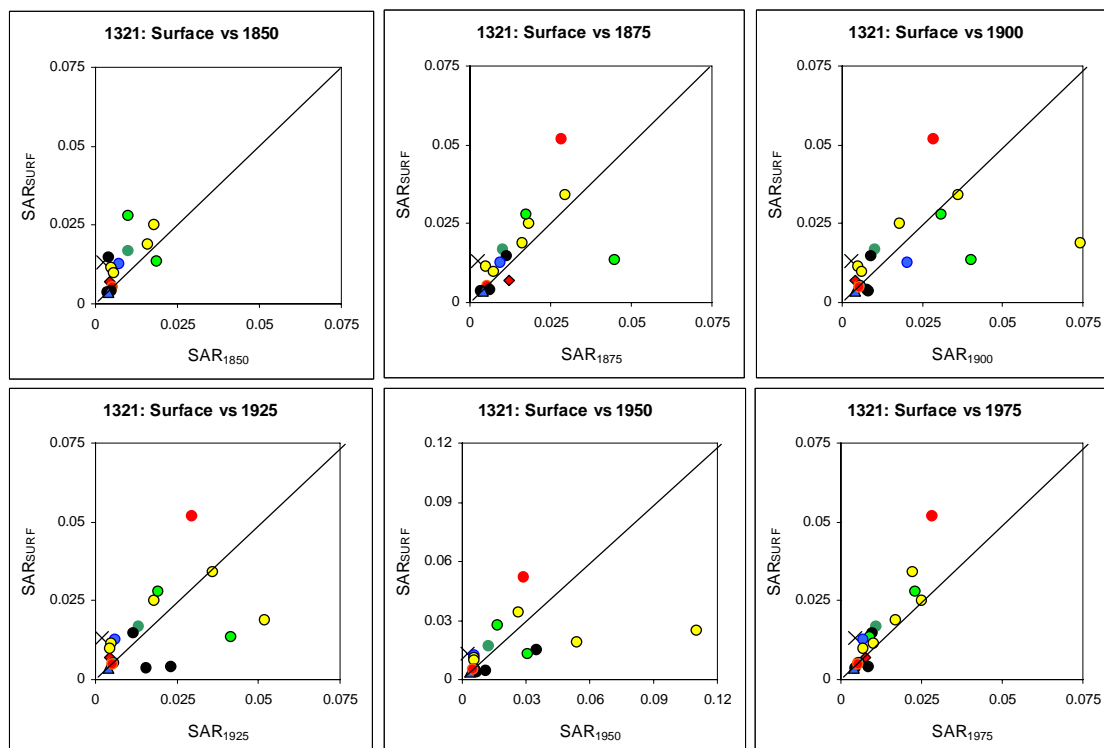 1321: Surface vs 1850
0.075
0.05
0.025
0
SARSURF
0 0.025 0.05 0.075
SAR1850
1321: Surface vs 1875
0.075
0.05
0.025
0
SARSURF
0 0.025 0.05 0.075
SAR1875
1321: Surface vs 1900
0.075
0.05
0.025
0
SARSURF
0 0.025 0.05 0.075
SAR1900
1321: Surface vs 1925
0.075
0.05
0.025
0
SARSURF
0 0.025 0.05 0.075
SAR1925
1321: Surface vs 1950
0.12
0.09
0.06
0.03
0
SARSURF
0 0.03 0.06 0.09 0.12
SAR1950
1321: Surface vs 1975
0.075
0.05
0.025
0
SARSURF
0 0.025 0.05 0.075
SAR1975